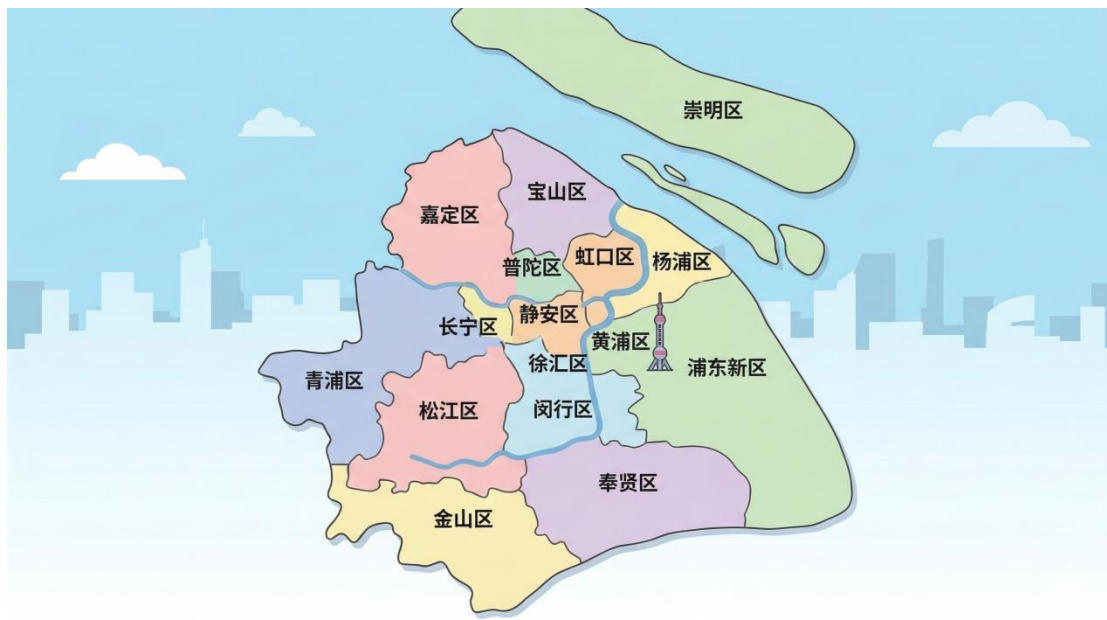 崇明区
宝山区
嘉定区
虹口区
杨浦区
普陀区
静安区
长宁区
黄浦区
徐汇区
浦东新区
青浦区
松江区
闵行区
奉贤区
金山区